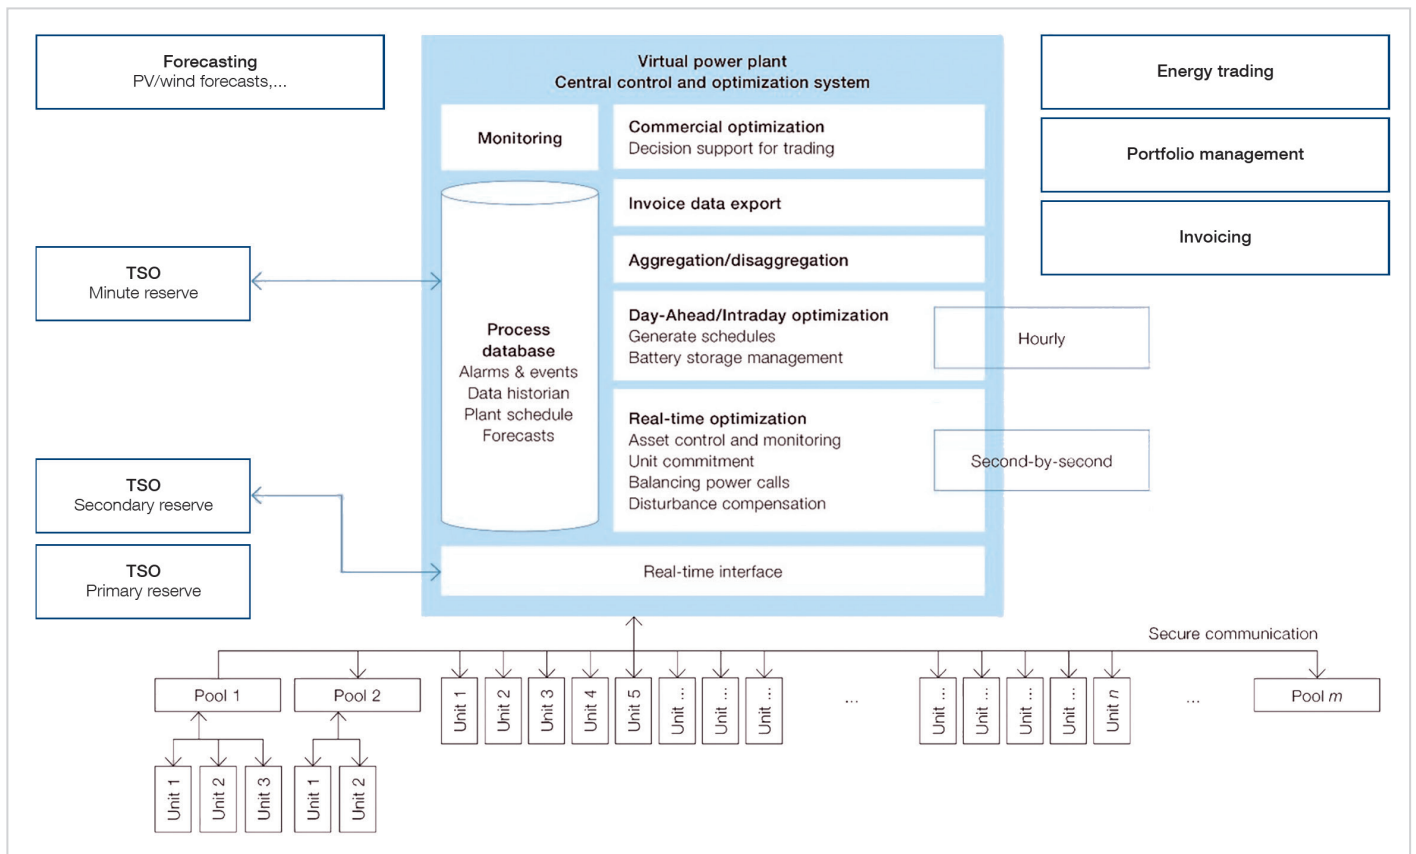 Forecasting
PV/wind forecasts,...
Virtual power plant
Central control and optimization system
Energy trading
Portfolio management
Invoicing
Monitoring
Commercial optimization
Decision support for trading
Invoice data export
Aggregation/disaggregation
TSO
Minute reserve
Process
database
Alarms & events
Data historian
Plant schedule
Forecasts
Day-Ahead/Intraday optimization
Generate schedules
Battery storage management
Hourly
Real-time optimization
Asset control and monitoring
Unit commitment
Balancing power calls
Disturbance compensation
Second-by-second
TSO
Secondary reserve
TSO
Primary reserve
Real-time interface
Secure communication
Pool 1
Pool 2
Unit 1
Unit 2
Unit 3
Unit 4
Unit 5
Unit ...
Unit ...
Unit ...
...
Unit ...
Unit ...
Unit ...
Unit ...
Unit n
...
Pool m
Unit 1
Unit 2
Unit 3
Unit 1
Unit 2